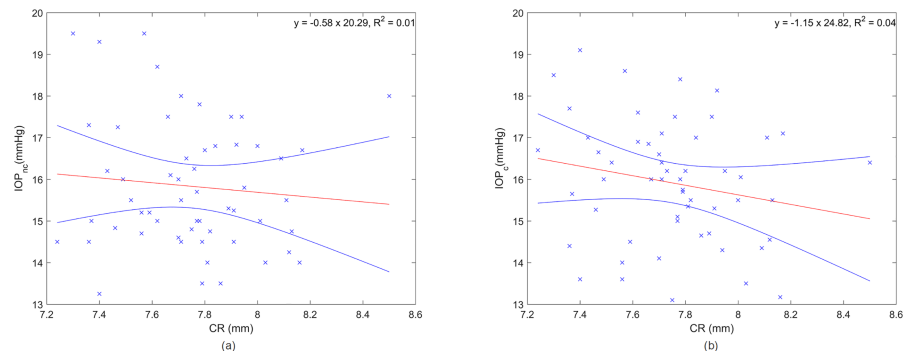 y = -0.58 x 20.29, R² = 0.01
20
19
18
17
16
15
14
13
IOPnc(mmHg)
7.2 7.4 7.6 7.8 8 8.2 8.4 8.6
CR (mm)
(a)
y = -1.15 x 24.82, R² = 0.04
20
19
18
17
16
15
14
13
IOPc(mmHg)
7.2 7.4 7.6 7.8 8 8.2 8.4 8.6
CR (mm)
(b)